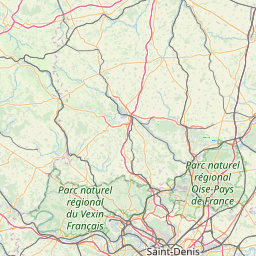 Parc naturel
régional
Oise-Pays
de France
Parc naturel
régional
du Vexin
Français
Saint-Denis